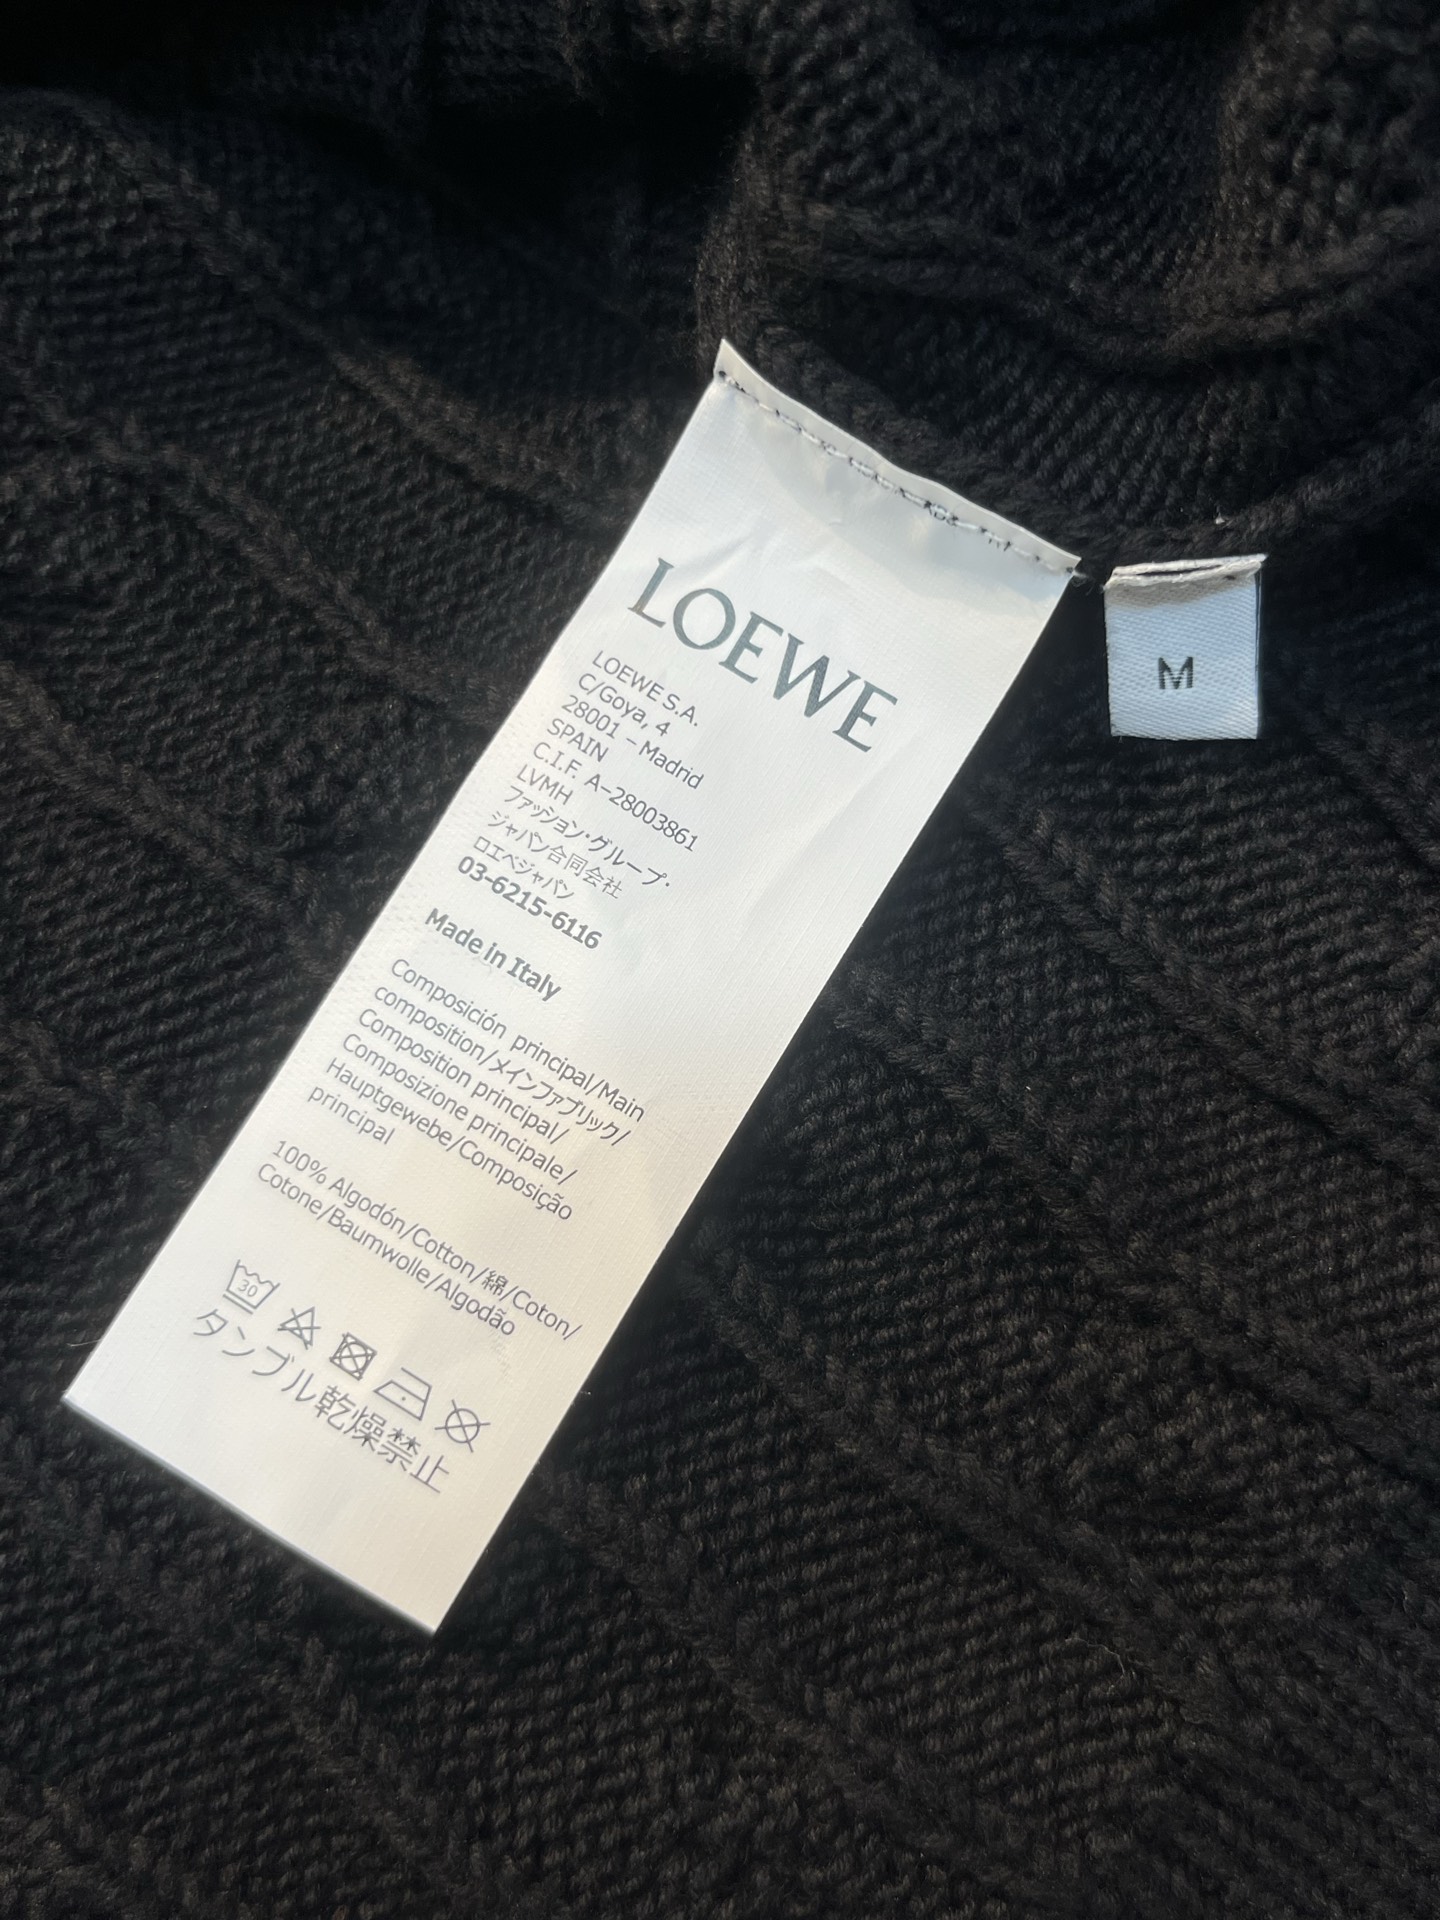 LOEWE
LOEWE S.A.
C/Goya, 4
28001 – Madrid
SPAIN
C.I.F. A-28003861
LVMH
ファッション・グループ・
ジャパン合同会社
ロエベジャパン
03-6215-6116
Made in Italy
Composición principal/Main
composition/メインファブリック/
Composition principal/
Composizione principale/
Hauptgewebe/Composição
principal
100% Algodón/Cotton/綿/Coton/
Cotone/Baumwolle/Algodão
30
タンブル乾燥禁止
M